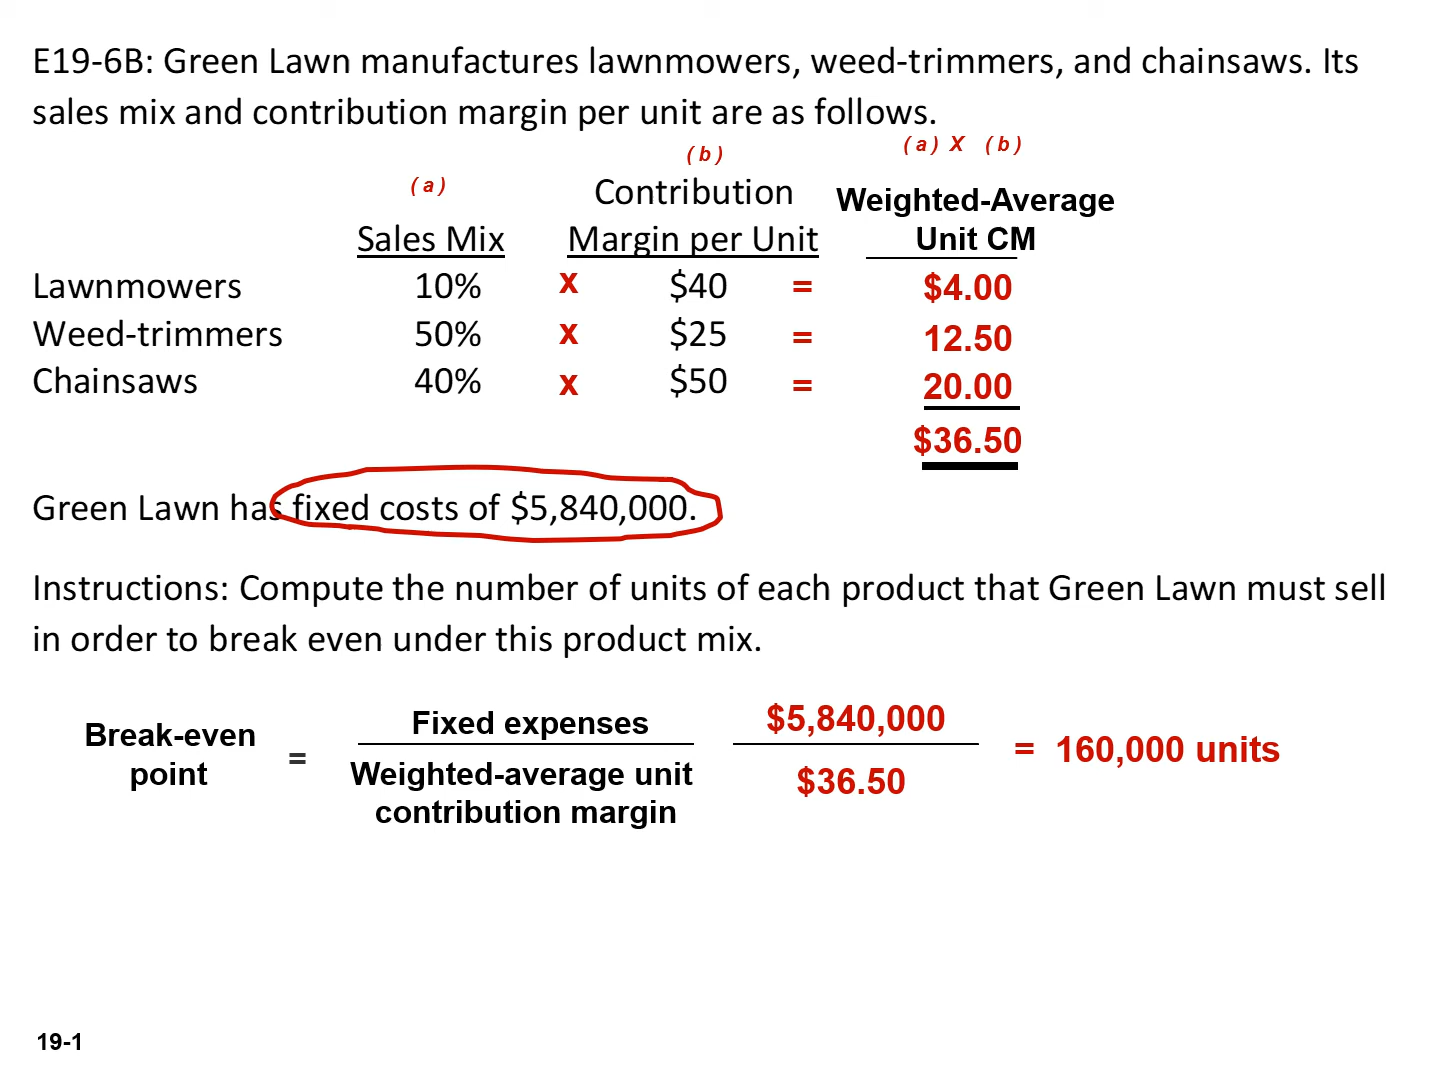 E19-6B: Green Lawn manufactures lawnmowers, weed-trimmers, and chainsaws. Its
sales mix and contribution margin per unit are as follows.
(a) (b) (a) X (b)
Contribution Weighted-Average
Sales Mix Margin per Unit Unit CM
Lawnmowers 10% x $40 = $4.00
Weed-trimmers 50% x $25 = 12.50
Chainsaws 40% x $50 = 20.00
$36.50
Green Lawn has fixed costs of $5,840,000.
Instructions: Compute the number of units of each product that Green Lawn must sell
in order to break even under this product mix.
Break-even point = Fixed expenses $5,840,000 = 160,000 units
Weighted-average unit $36.50
contribution margin
19-1